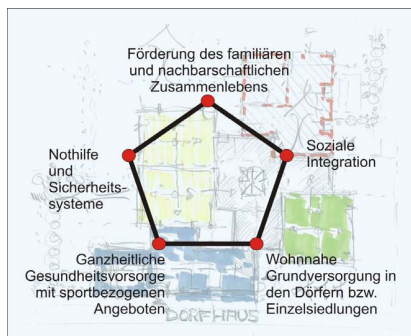 Förderung des familiären
und nachbarschaftlichen
Zusammenlebens
Nothilfe
und
Sicherheits-
systeme
Soziale
Integration
Ganzheitliche
Gesundheitsvorsorge
mit sportbezogenen
Angeboten
Wohnnahe
Grundversorgung in
den Dörfern bzw.
Einzelsiedlungen
DORFHAUS